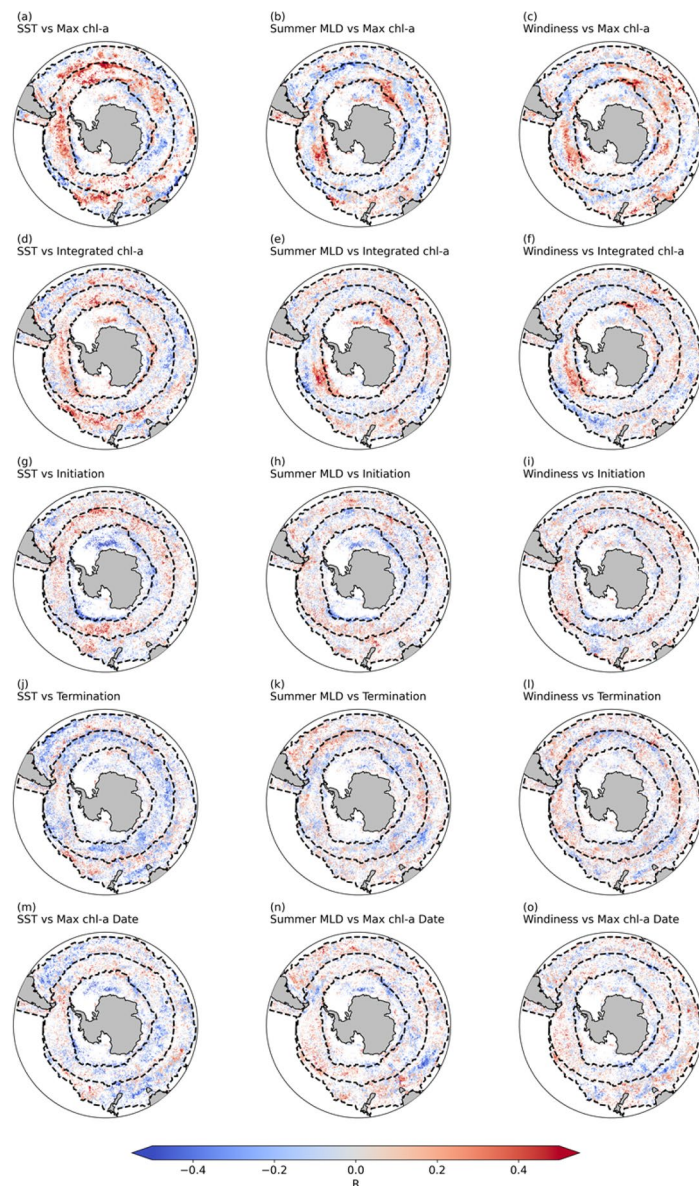 (a)
SST vs Max chl-a
(b)
Summer MLD vs Max chl-a
(c)
Windiness vs Max chl-a
(d)
SST vs Integrated chl-a
(e)
Summer MLD vs Integrated chl-a
(f)
Windiness vs Integrated chl-a
(g)
SST vs Initiation
(h)
Summer MLD vs Initiation
(i)
Windiness vs Initiation
(j)
SST vs Termination
(k)
Summer MLD vs Termination
(l)
Windiness vs Termination
(m)
SST vs Max chl-a Date
(n)
Summer MLD vs Max chl-a Date
(o)
Windiness vs Max chl-a Date
−0.4 −0.2 0.0 0.2 0.4
R